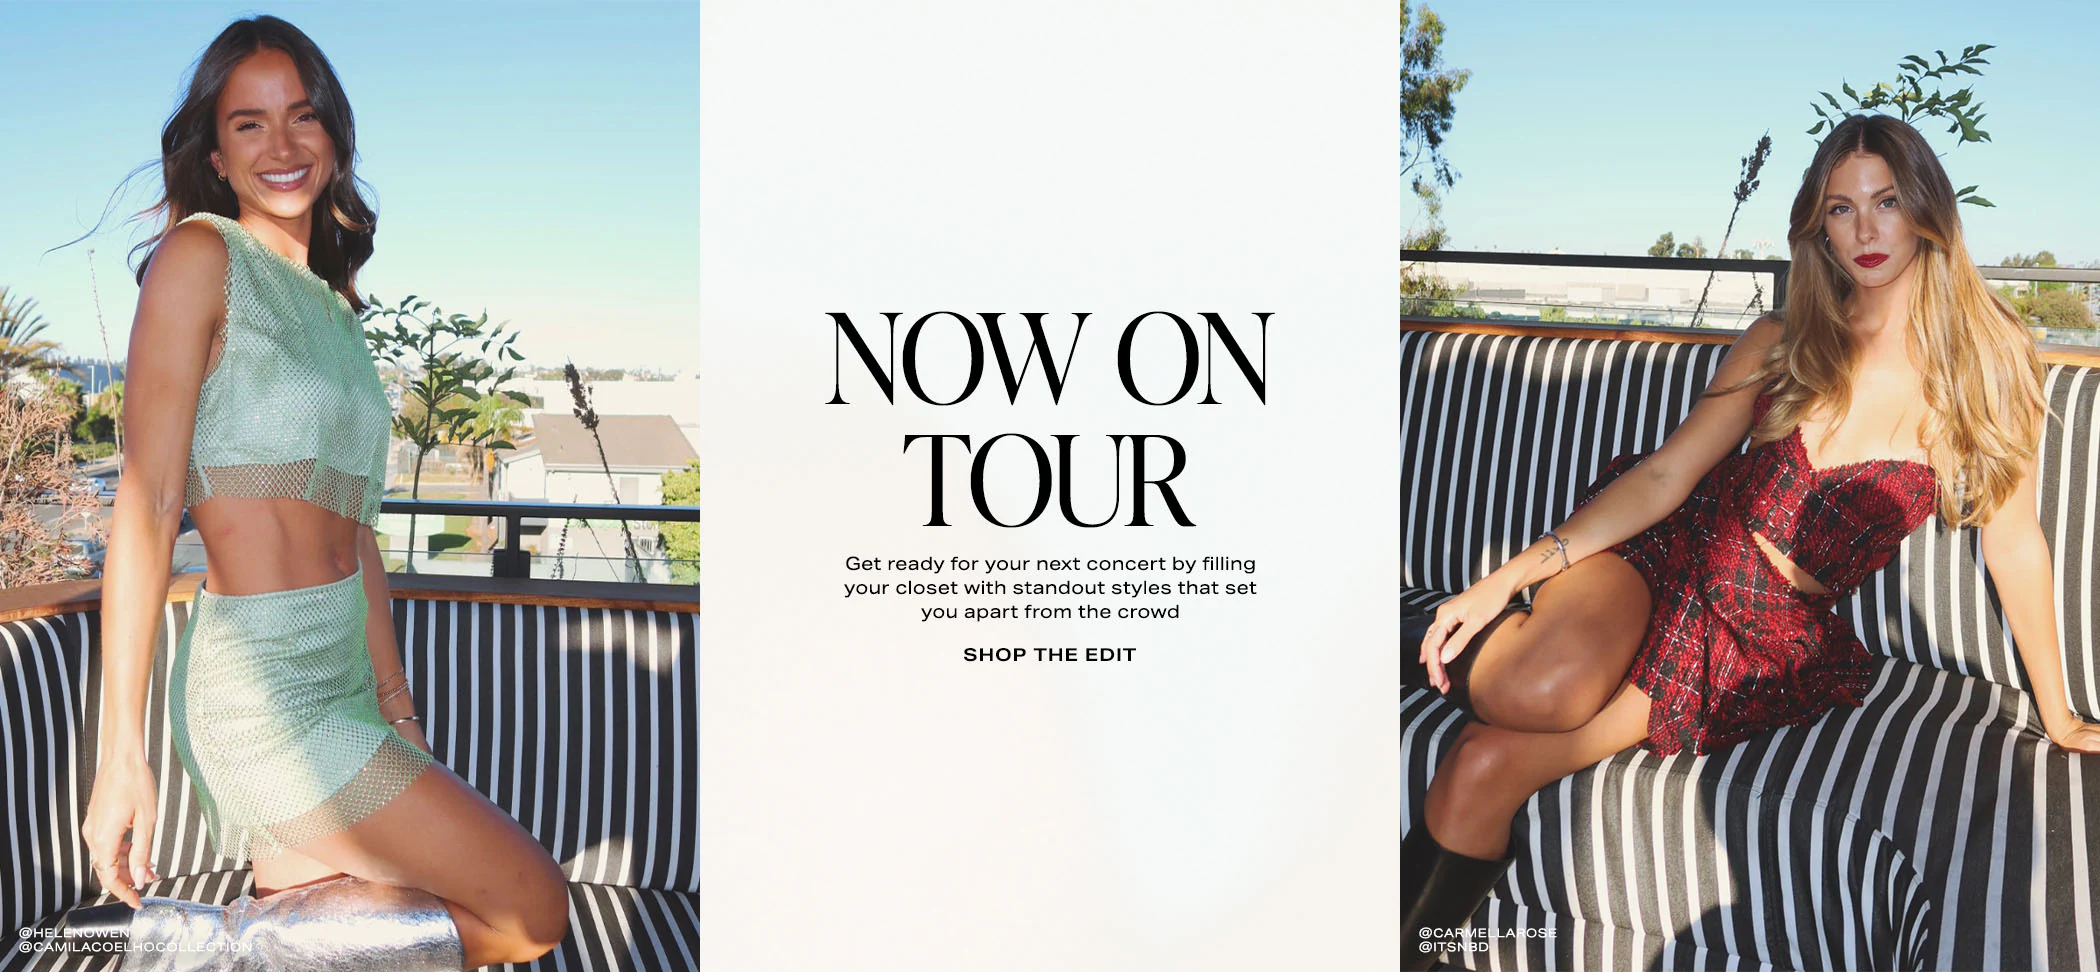 NOW ON
TOUR
Get ready for your next concert by filling
your closet with standout styles that set
you apart from the crowd
SHOP THE EDIT
@HELENOWEN
@CAMILACOELHOCOLLECTION
@CARMELLAROSE
@ITSNBD